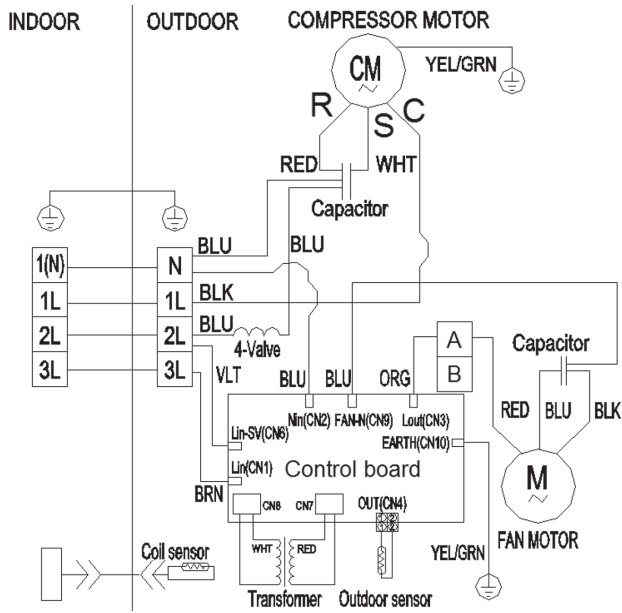 INDOOR
OUTDOOR
COMPRESSOR MOTOR
CM
YEL/GRN
R
S
C
RED
WHT
Capacitor
BLU
BLU
1(N)
N
1L
1L
BLK
2L
2L
BLU
4-Valve
3L
3L
VLT
BLU
BLU
ORG
A
B
Capacitor
RED
BLU
BLK
Nin(CN2)
FAN-N(CN9)
Lout(CN3)
Lin-SV(CN6)
EARTH(CN10)
Lin(CN1)
Control board
BRN
CN8
CN7
OUT(CN4)
M
FAN MOTOR
WHT
RED
YEL/GRN
Coil sensor
Transformer
Outdoor sensor